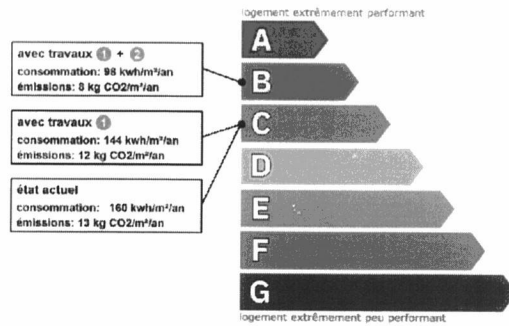 logement extrêmement performant
A
avec travaux 1 + 2
consommation: 98 kwh/m²/an
émissions: 8 kg CO2/m²/an
B
avec travaux 1
consommation: 144 kwh/m²/an
émissions: 12 kg CO2/m²/an
C
D
état actuel
consommation: 160 kwh/m²/an
émissions: 13 kg CO2/m²/an
E
F
G
logement extrêmement peu performant